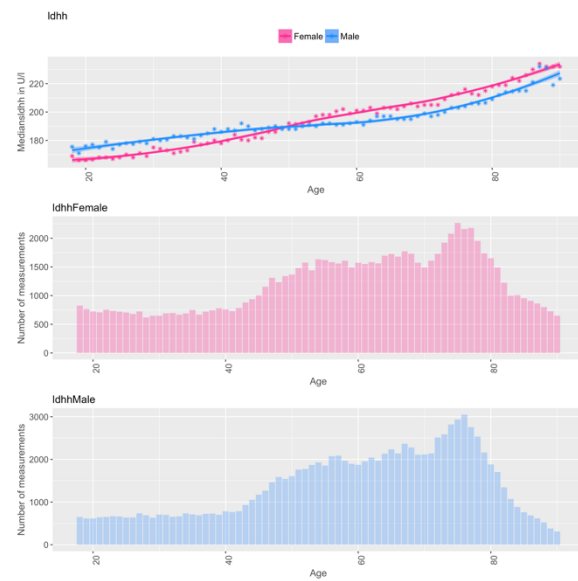 ldhh
Female Male
Mediansldhh in U/l
220
200
180
20
40
60
80
Age
ldhhFemale
Number of measurements
2000
1500
1000
500
0
20
40
60
80
Age
ldhhMale
Number of measurements
3000
2000
1000
0
20
40
60
80
Age